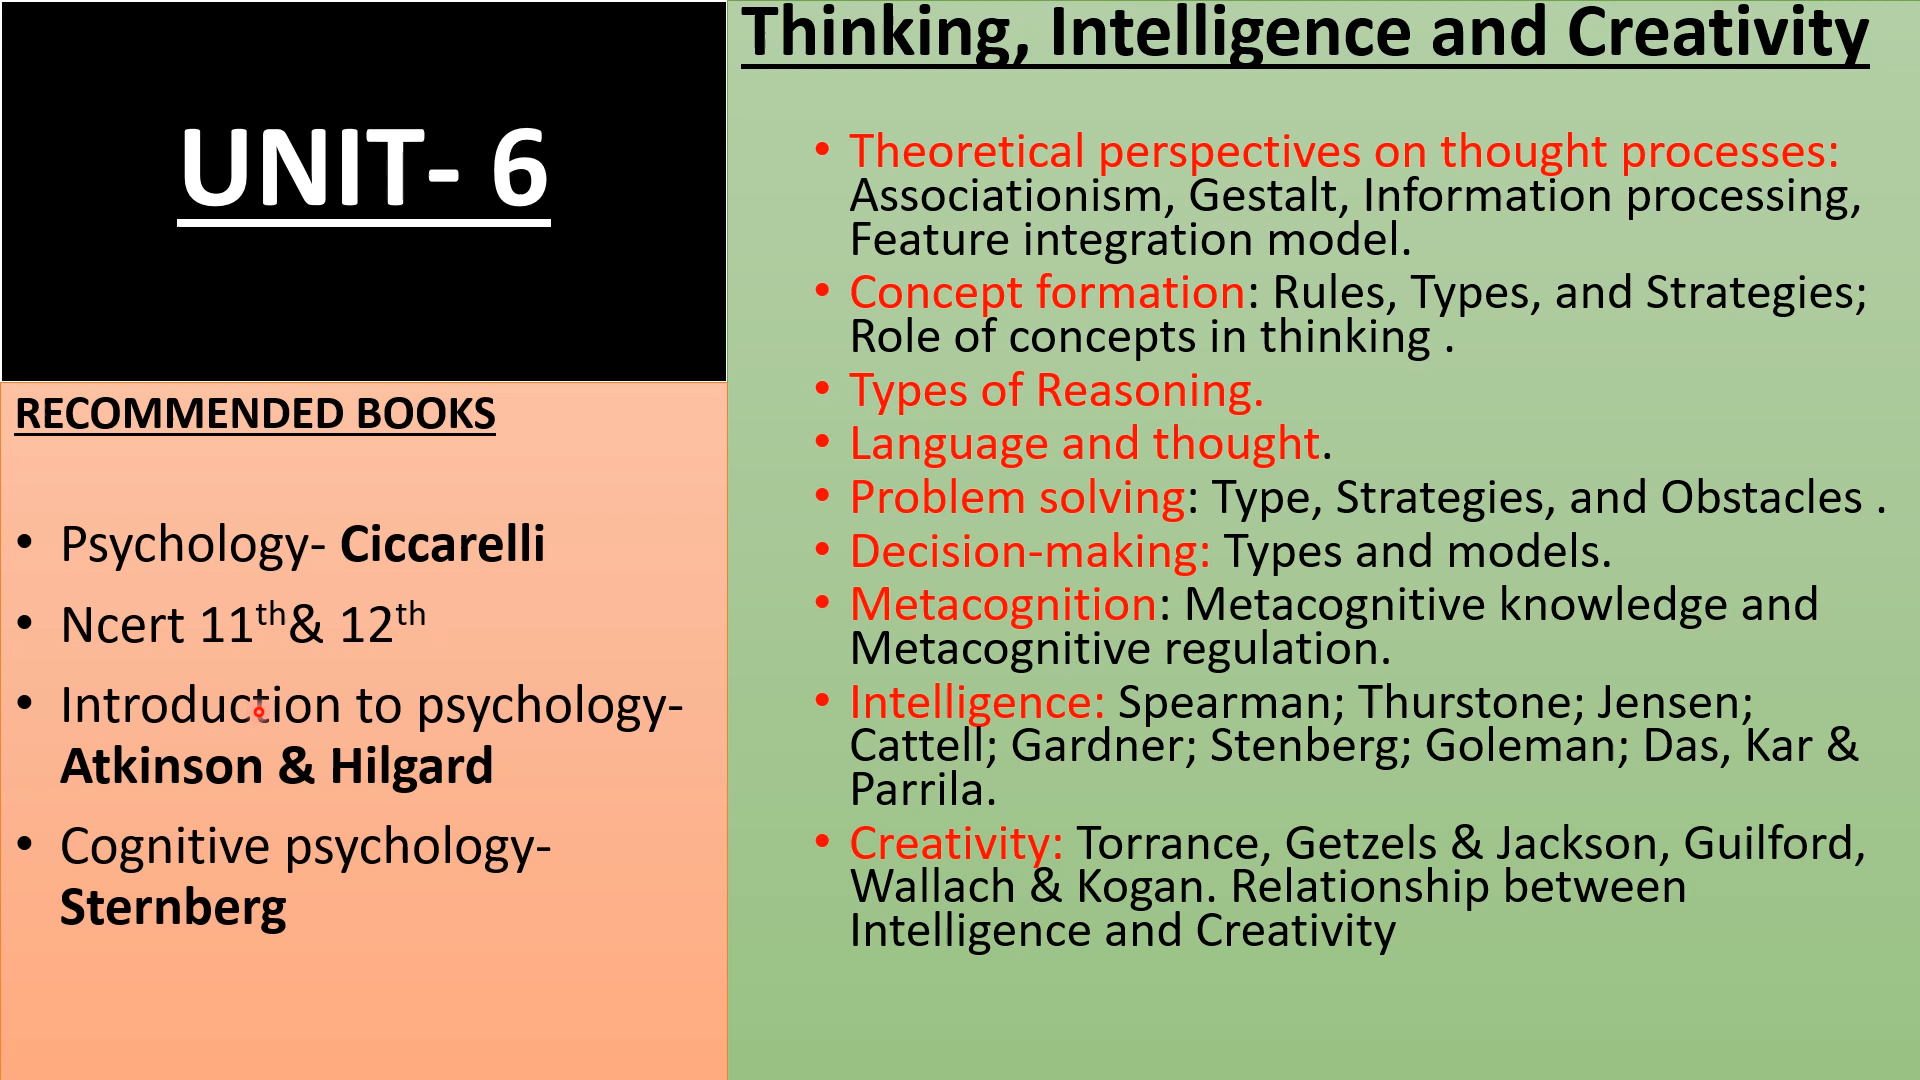 UNIT- 6
RECOMMENDED BOOKS
• Psychology- Ciccarelli
• Ncert 11th& 12th
• Introduction to psychology-
Atkinson & Hilgard
• Cognitive psychology-
Sternberg
Thinking, Intelligence and Creativity
• Theoretical perspectives on thought processes:
Associationism, Gestalt, Information processing,
Feature integration model.
• Concept formation: Rules, Types, and Strategies;
Role of concepts in thinking .
• Types of Reasoning.
• Language and thought.
• Problem solving: Type, Strategies, and Obstacles .
• Decision-making: Types and models.
• Metacognition: Metacognitive knowledge and
Metacognitive regulation.
• Intelligence: Spearman; Thurstone; Jensen;
Cattell; Gardner; Stenberg; Goleman; Das, Kar &
Parrila.
• Creativity: Torrance, Getzels & Jackson, Guilford,
Wallach & Kogan. Relationship between
Intelligence and Creativity